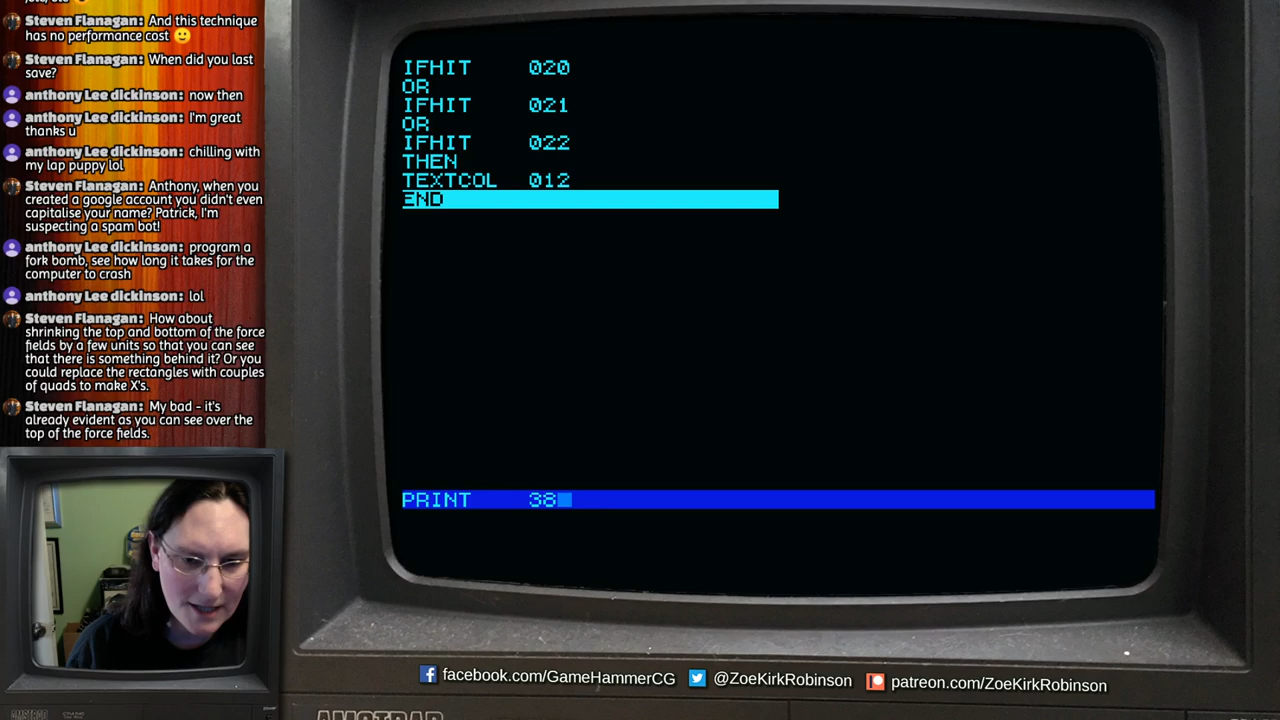 Steven Flanagan: And this technique
has no performance cost 🙂
Steven Flanagan: When did you last
save?
anthony Lee dickinson: now then
anthony Lee dickinson: I'm great
thanks u
anthony Lee dickinson: chilling with
my lap puppy lol
Steven Flanagan: Anthony, when you
created a google account you didn't even
capitalise your name? Patrick, I'm
suspecting a spam bot!
anthony Lee dickinson: program a
fork bomb, see how long it takes for the
computer to crash
anthony Lee dickinson: lol
Steven Flanagan: How about
shrinking the top and bottom of the force
fields by a few units so that you can see
that there is something behind it? Or you
could replace the rectangles with couples
of quads to make X's.
Steven Flanagan: My bad - it's
already evident as you can see over the
top of the force fields.
IFHIT 020
OR
IFHIT 021
OR
IFHIT 022
THEN
TEXTCOL 012
END
PRINT 38
facebook.com/GameHammerCG
@ZoeKirkRobinson
patreon.com/ZoeKirkRobinson
AMSTRAD